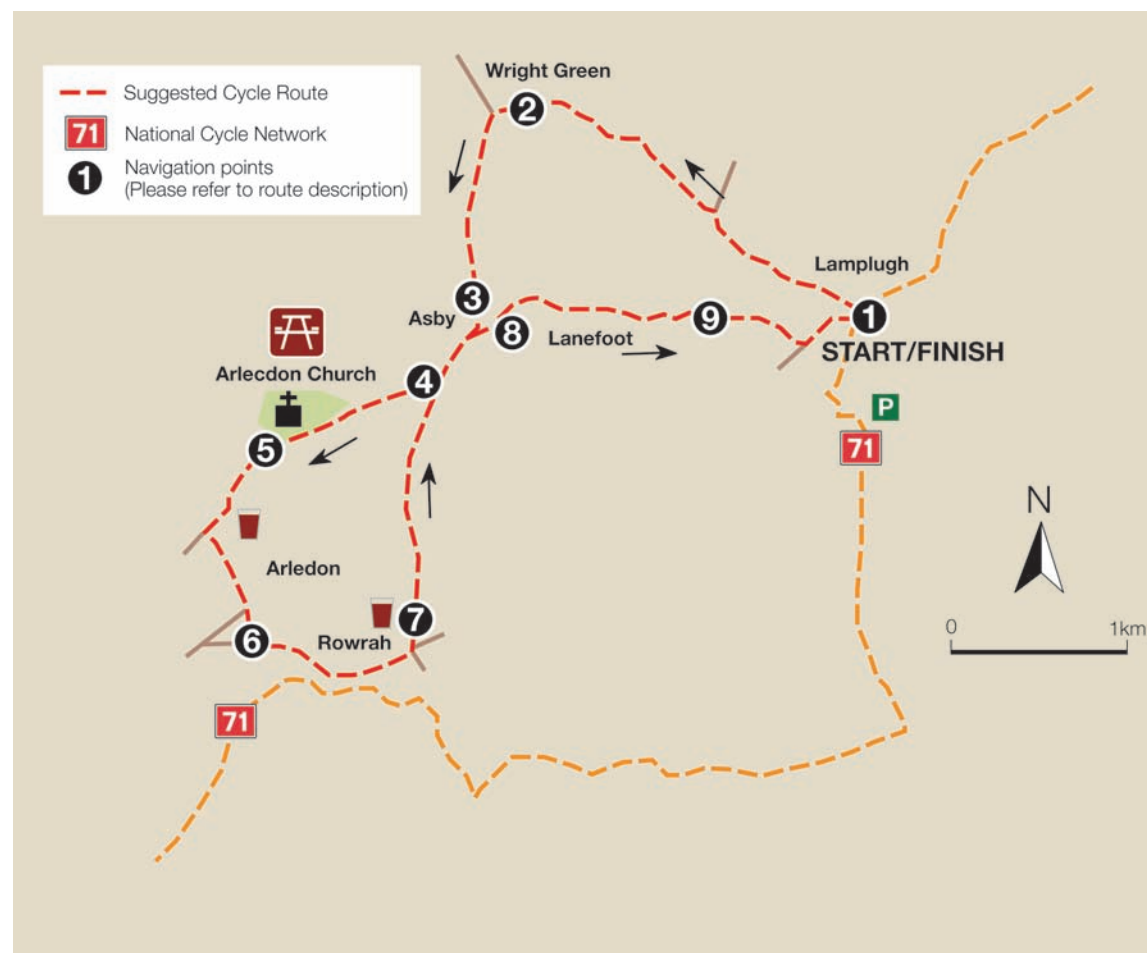 Suggested Cycle Route
71
National Cycle Network
1
Navigation points
(Please refer to route description)
Wright Green
2
Lamplugh
1
START/FINISH
3
Asby
8
Lanefoot
9
Arlecdon Church
4
5
P
71
N
0
1km
Arledon
6
Rowrah
7
71